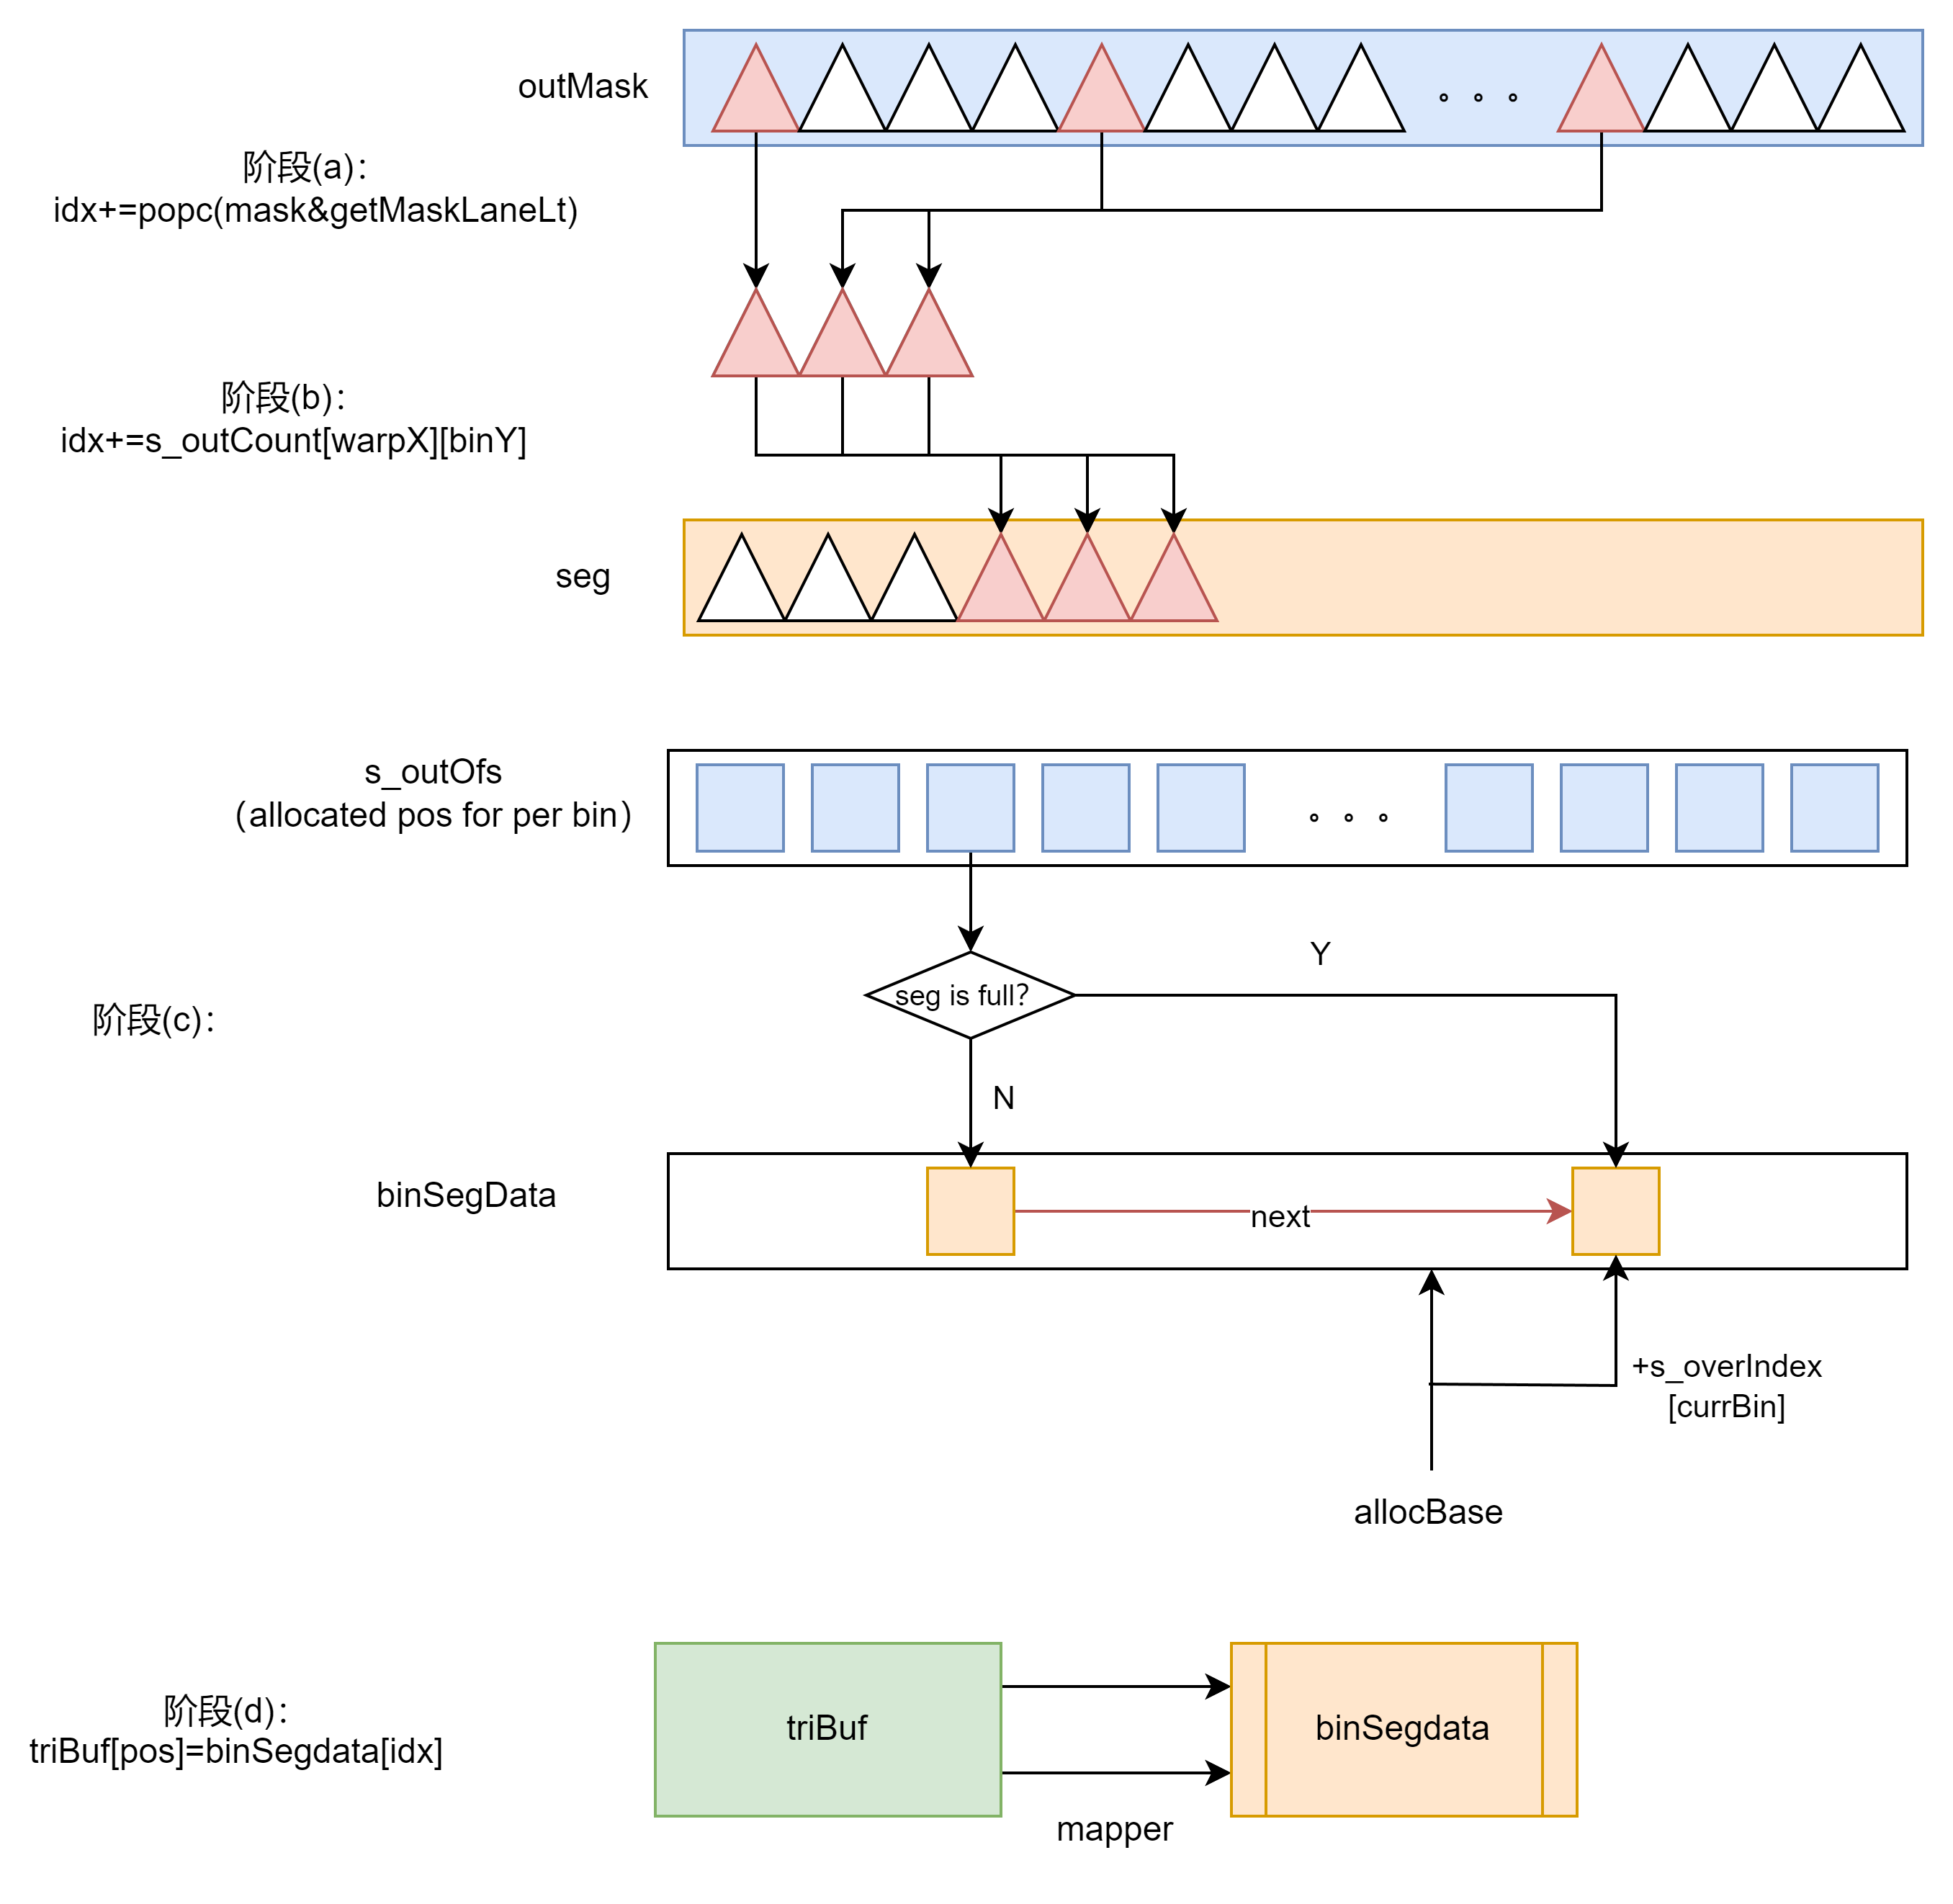 outMask
阶段(a)：
idx+=popc(mask&getMaskLaneLt)
阶段(b)：
idx+=s_outCount[warpX][binY]
seg
s_outOfs
（allocated pos for per bin）
seg is full?
Y
阶段(c)：
N
binSegData
next
+s_overIndex
[currBin]
allocBase
阶段(d)：
triBuf[pos]=binSegdata[idx]
triBuf
binSegdata
mapper